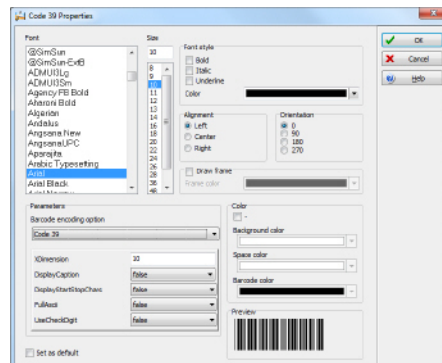 Code 39 Properties
Font
@SimSun
@SimSun-ExtB
ADMUI3Lg
ADMUI3Sm
Agency FB Bold
Aharoni Bold
Algerian
Andalus
Angsana New
AngsanaUPC
Aparajita
Arabic Typesetting
Arial
Arial Black
Arial Narrow
Size
10
8
9
10
11
12
14
16
18
20
22
24
26
28
36
48
Font style
Bold
Italic
Underline
Color
Alignment
Left
Center
Right
Orientation
0
90
180
270
Draw frame
Frame color
OK
Cancel
Help
Parameters
Barcode encoding option
Code 39
XDimension 10
DisplayCaption false
DisplayStartStopChars false
FullAscii false
UseCheckDigit false
Set as default
Color
-
Background color
Space color
Barcode color
Preview